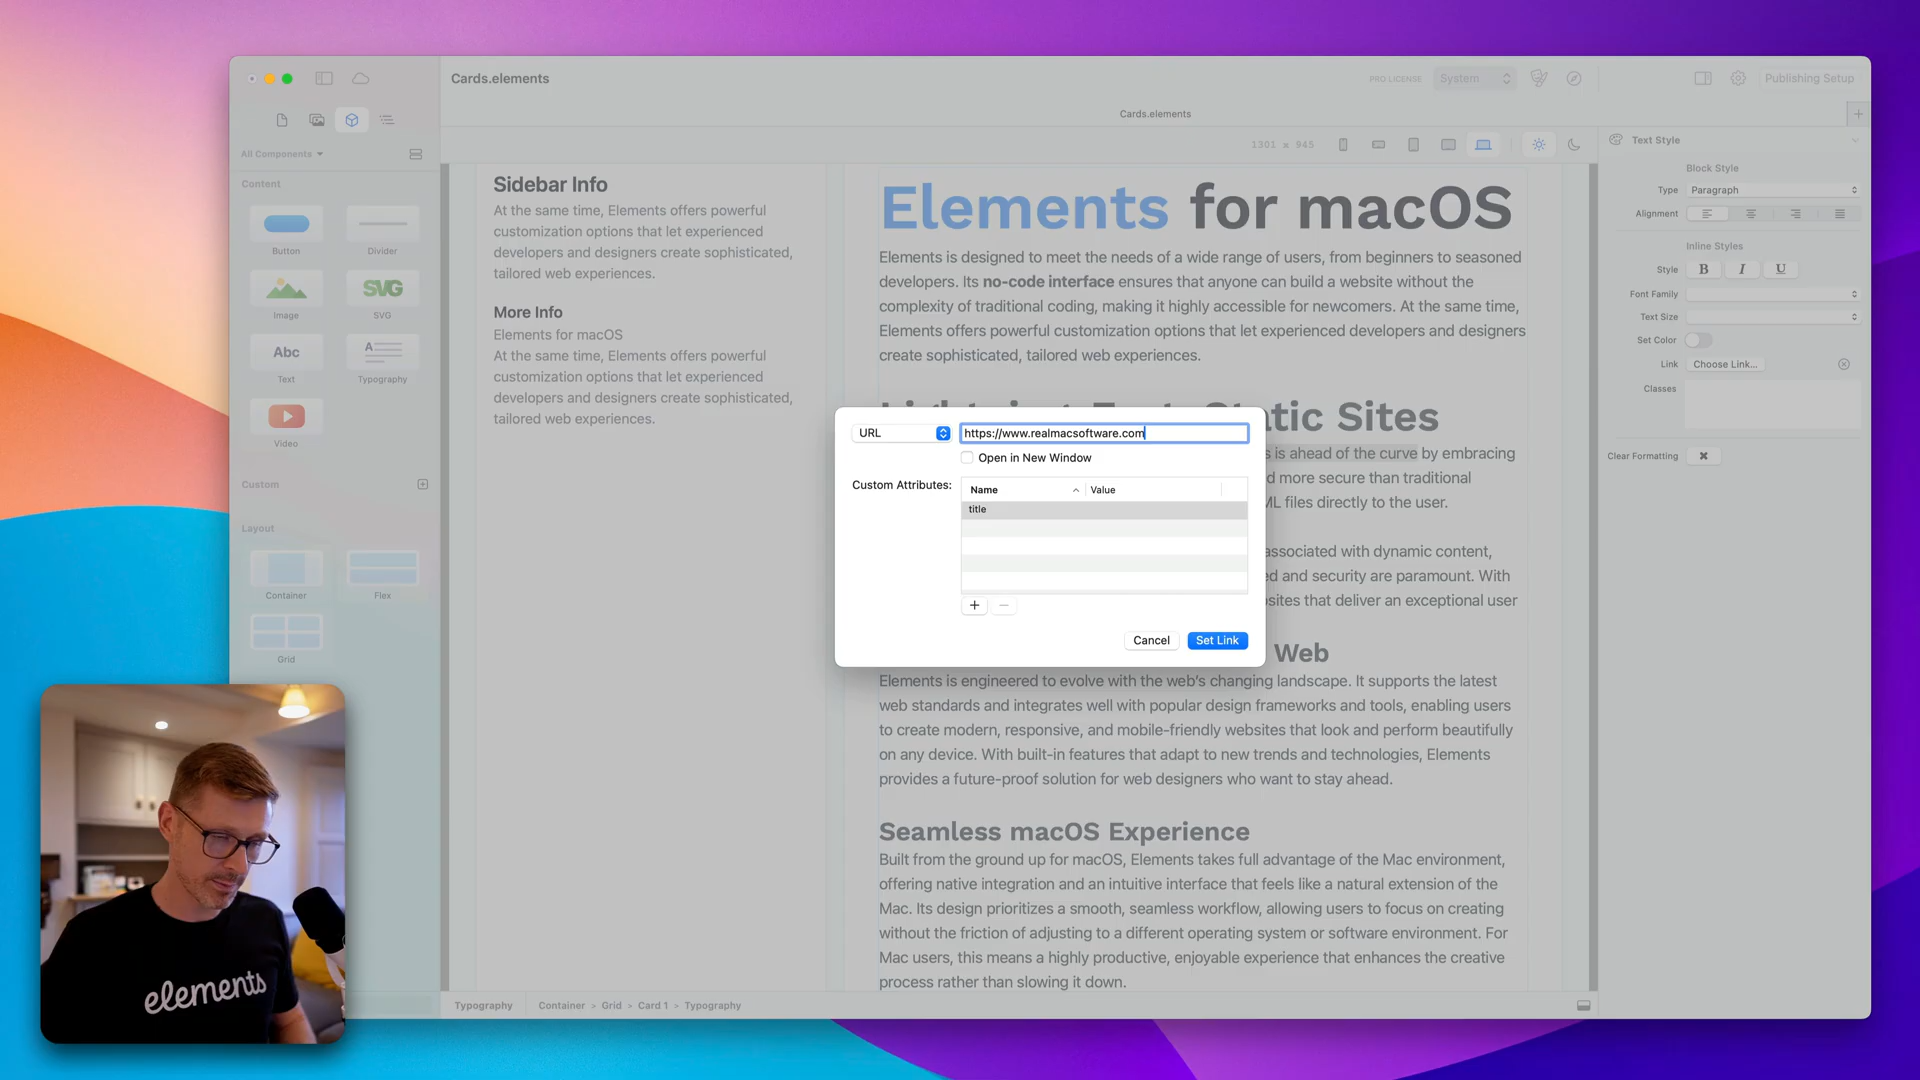 Cards.elements
PRO LICENSE
System
Publishing Setup
Cards.elements
All Components
1301 x 945
Content
Button
Divider
Image
SVG
SVG
Abc
Text
A
Typography
Video
Custom
Layout
Container
Flex
Grid
Sidebar Info
At the same time, Elements offers powerful
customization options that let experienced
developers and designers create sophisticated,
tailored web experiences.
More Info
Elements for macOS
At the same time, Elements offers powerful
customization options that let experienced
developers and designers create sophisticated,
tailored web experiences.
Elements for macOS
Elements is designed to meet the needs of a wide range of users, from beginners to seasoned
developers. Its no-code interface ensures that anyone can build a website without the
complexity of traditional coding, making it highly accessible for newcomers. At the same time,
Elements offers powerful customization options that let experienced developers and designers
create sophisticated, tailored web experiences.
Static Sites
s is ahead of the curve by embracing
d more secure than traditional
ML files directly to the user.
associated with dynamic content,
ed and security are paramount. With
sites that deliver an exceptional user
Web
Elements is engineered to evolve with the web's changing landscape. It supports the latest
web standards and integrates well with popular design frameworks and tools, enabling users
to create modern, responsive, and mobile-friendly websites that look and perform beautifully
on any device. With built-in features that adapt to new trends and technologies, Elements
provides a future-proof solution for web designers who want to stay ahead.
Seamless macOS Experience
Built from the ground up for macOS, Elements takes full advantage of the Mac environment,
offering native integration and an intuitive interface that feels like a natural extension of the
Mac. Its design prioritizes a smooth, seamless workflow, allowing users to focus on creating
without the friction of adjusting to a different operating system or software environment. For
Mac users, this means a highly productive, enjoyable experience that enhances the creative
process rather than slowing it down.
URL
https://www.realmacsoftware.com
Open in New Window
Custom Attributes:
Name
Value
title
Cancel
Set Link
Text Style
Block Style
Type
Paragraph
Alignment
Inline Styles
Style
B
I
U
Font Family
Text Size
Set Color
Link
Choose Link...
Classes
Clear Formatting
Typography
Container > Grid > Card 1 > Typography
elements